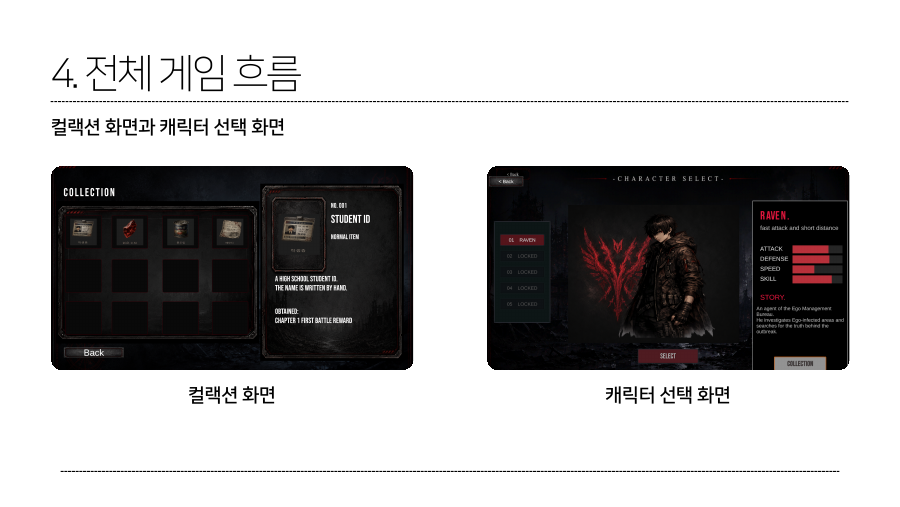 4. 전체 게임 흐름
컬랙션 화면과 캐릭터 선택 화면
COLLECTION
NO. 001
STUDENT ID
NORMAL ITEM
A HIGH SCHOOL STUDENT ID.
THE NAME IS WRITTEN BY HAND.
OBTAINED:
CHAPTER 1 FIRST BATTLE REWARD
Back
컬랙션 화면
< Back
< Back
-CHARACTER SELECT-
01 RAVEN
02 LOCKED
03 LOCKED
04 LOCKED
05 LOCKED
SELECT
RAVEN.
fast attack and short distance
ATTACK
DEFENSE
SPEED
SKILL
STORY.
An agent of the Ego Management
Bureau.
He investigates Ego-infected areas and
searches for the truth behind the
outbreak.
COLLECTION
캐릭터 선택 화면